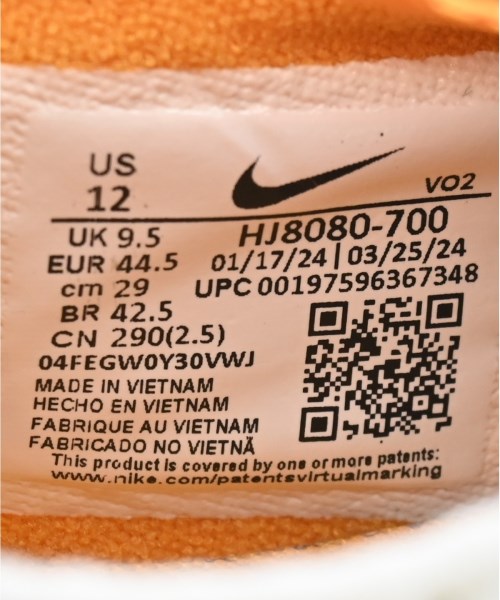 US
12
VO2
UK 9.5
HJ8080-700
EUR 44.5
01/17/24 | 03/25/24
cm 29
UPC 00197596367348
BR 42.5
CN 290(2.5)
04FEGW0Y30VWJ
MADE IN VIETNAM
HECHO EN VIETNAM
FABRIQUE AU VIETNAM
FABRICADO NO VIETNÃ
This product is covered by one or more patents:
www.nike.com/patentsvirtualmarking